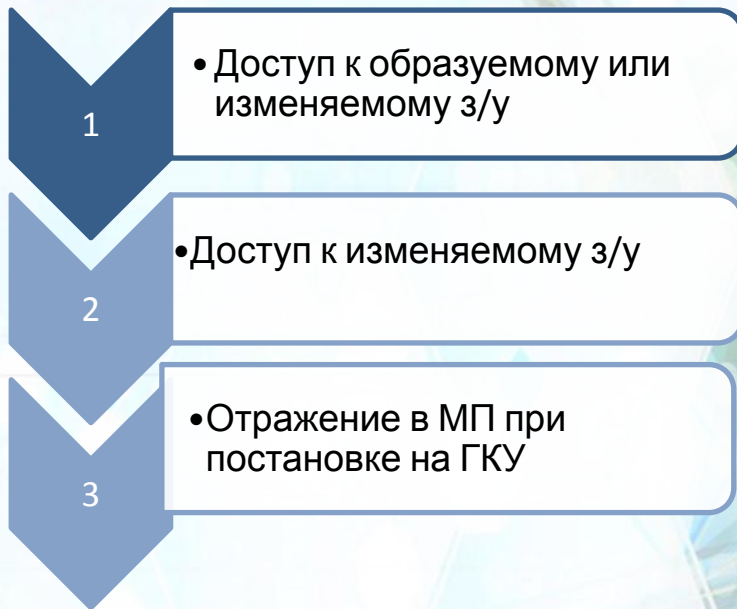 1
• Доступ к образуемому или
изменяемому з/у
2
•Доступ к изменяемому з/у
3
•Отражение в МП при
постановке на ГКУ